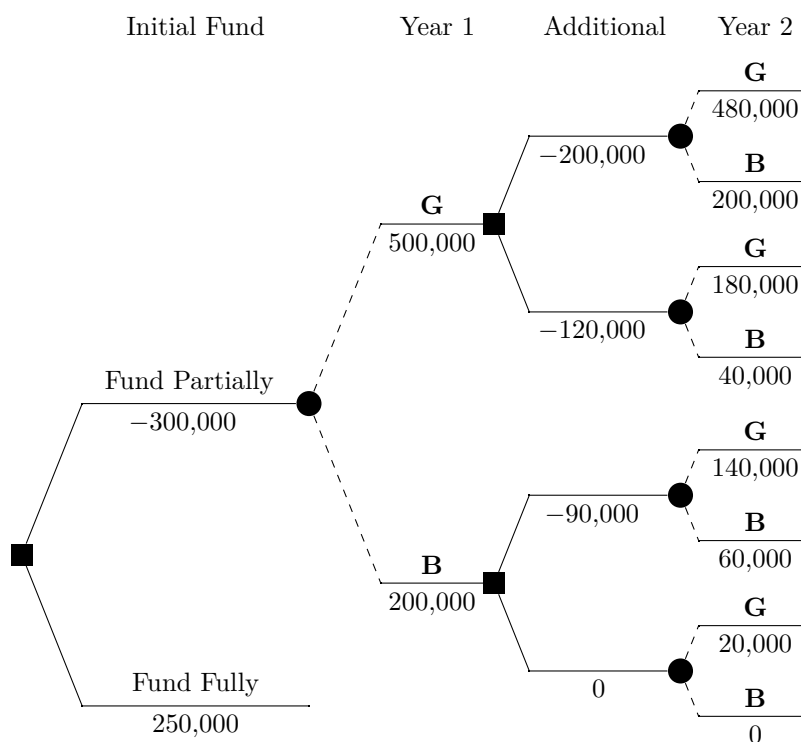 Initial Fund Year 1 Additional Year 2
G
480,000
−200,000
B
200,000
G
500,000
G
180,000
−120,000
B
40,000
Fund Partially
−300,000
G
140,000
−90,000
B
60,000
B
200,000
G
20,000
0
Fund Fully
250,000
B
0